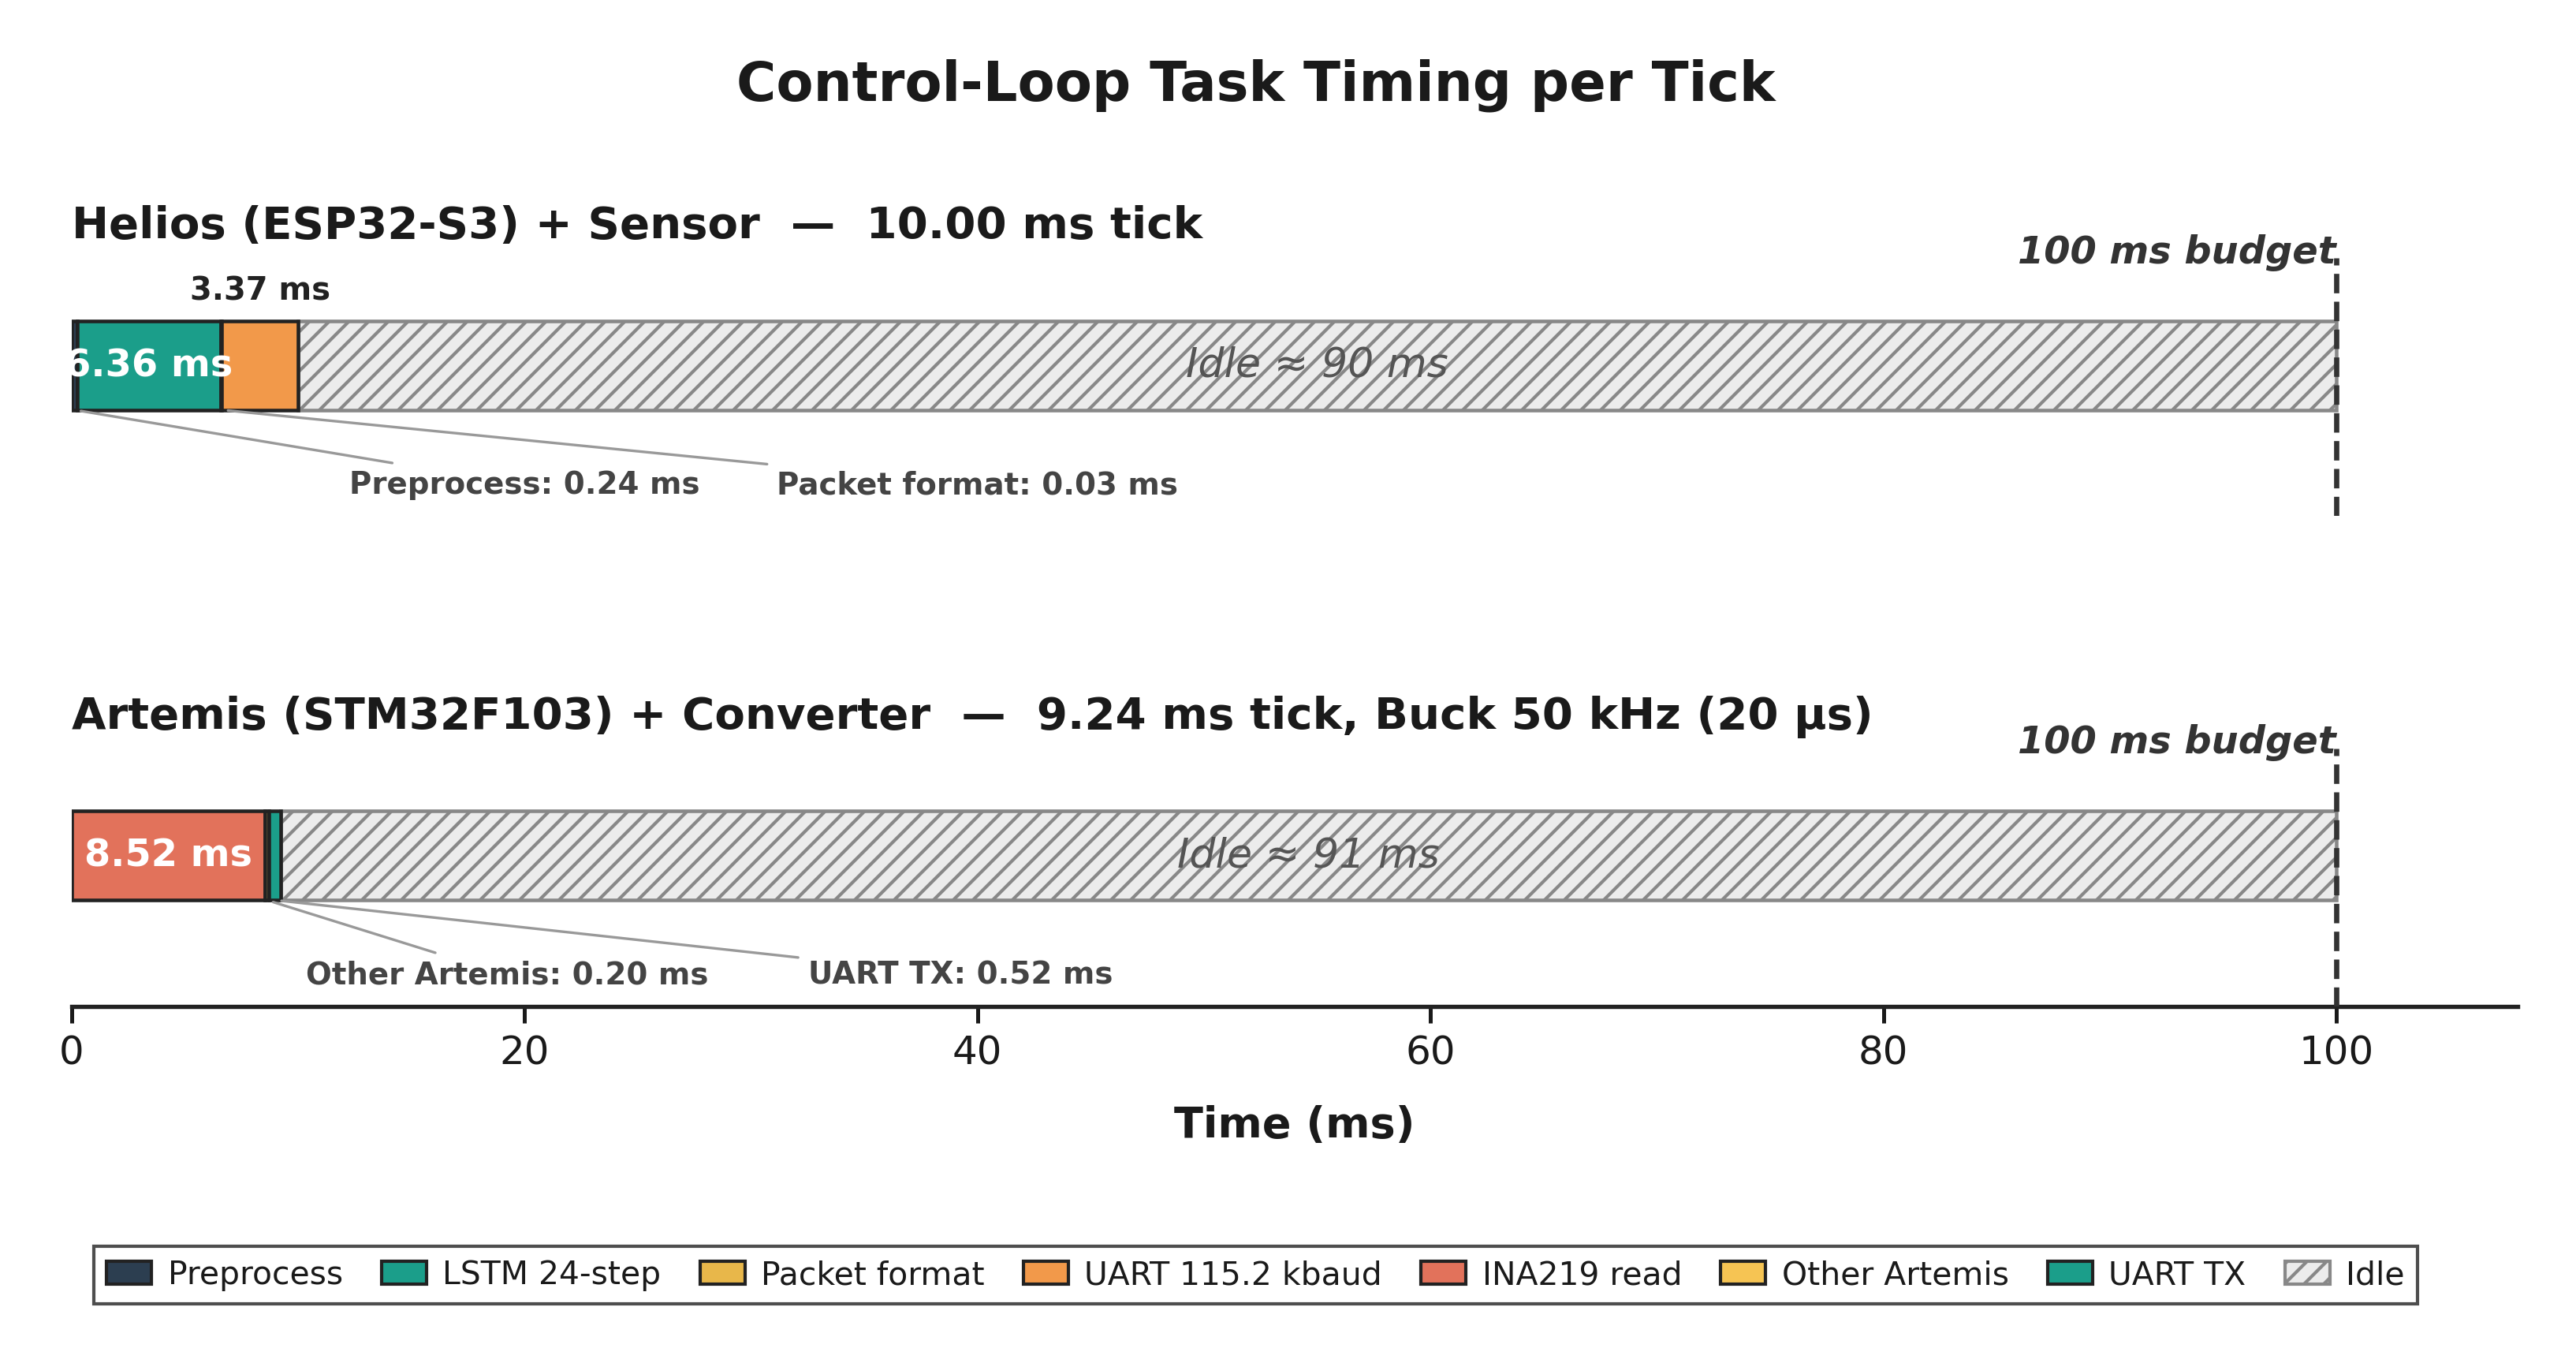 Control-Loop Task Timing per Tick
Helios (ESP32-S3) + Sensor — 10.00 ms tick
100 ms budget
3.37 ms
6.36 ms
Idle ≈ 90 ms
Preprocess: 0.24 ms
Packet format: 0.03 ms
Artemis (STM32F103) + Converter — 9.24 ms tick, Buck 50 kHz (20 µs)
100 ms budget
8.52 ms
Idle ≈ 91 ms
Other Artemis: 0.20 ms
UART TX: 0.52 ms
0 20 40 60 80 100
Time (ms)
Preprocess LSTM 24-step Packet format UART 115.2 kbaud INA219 read Other Artemis UART TX Idle